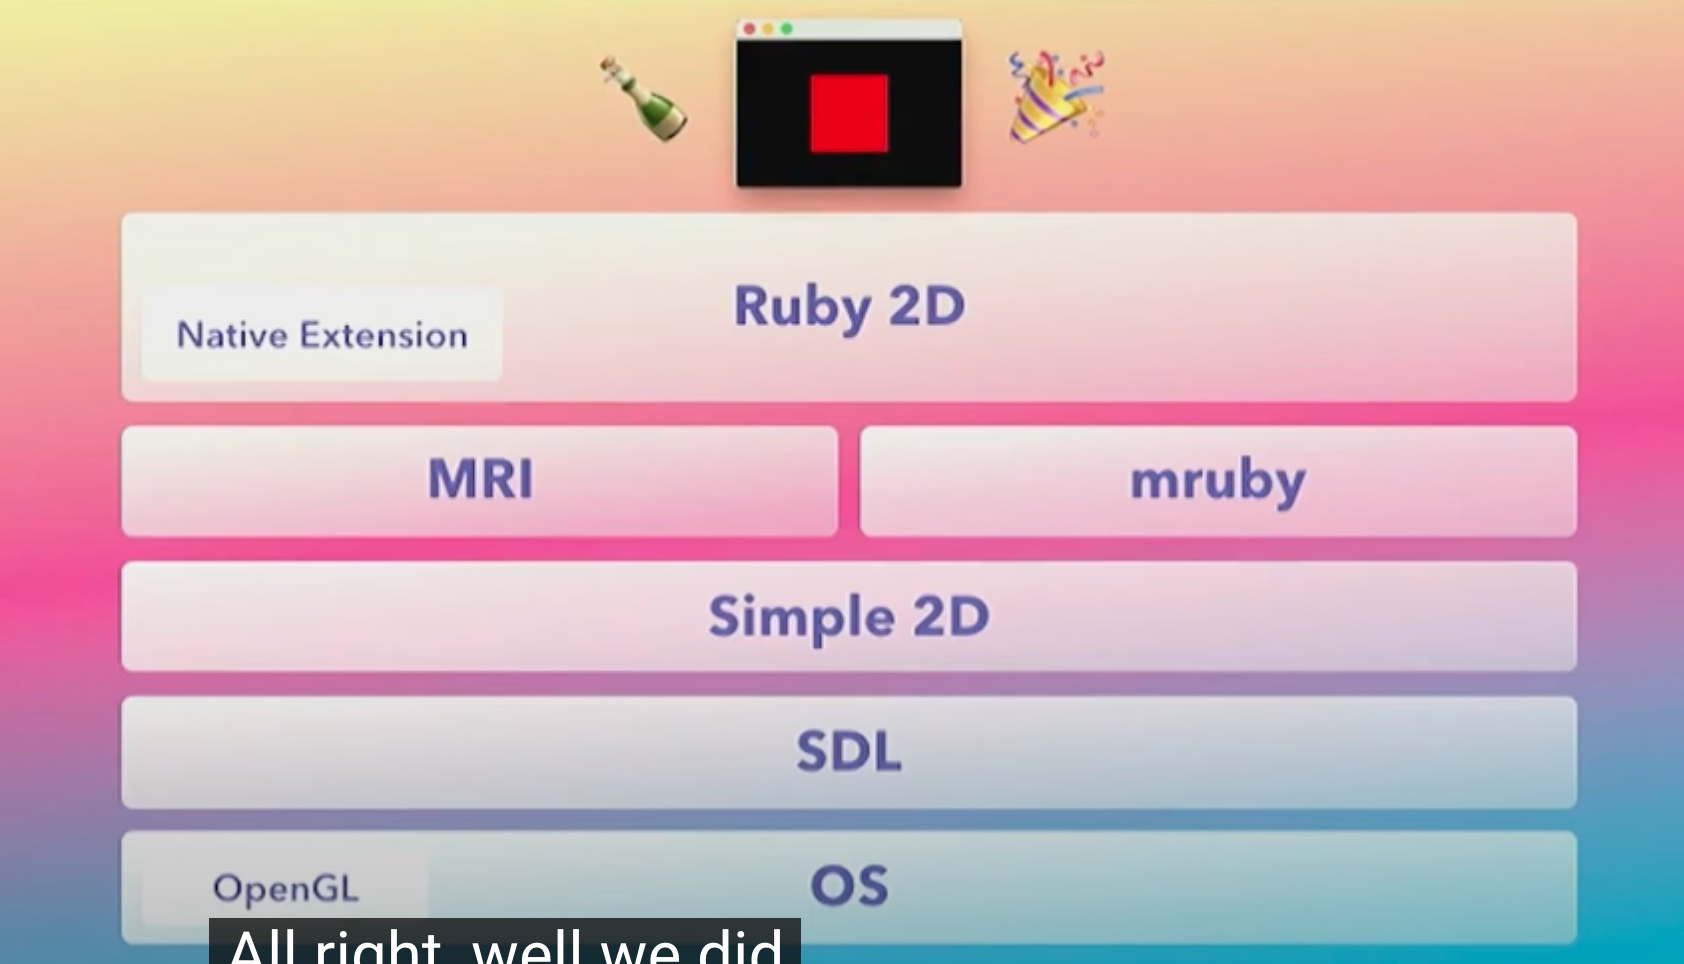 Ruby 2D
Native Extension
MRI
mruby
Simple 2D
SDL
OpenGL
OS
All right, well we did